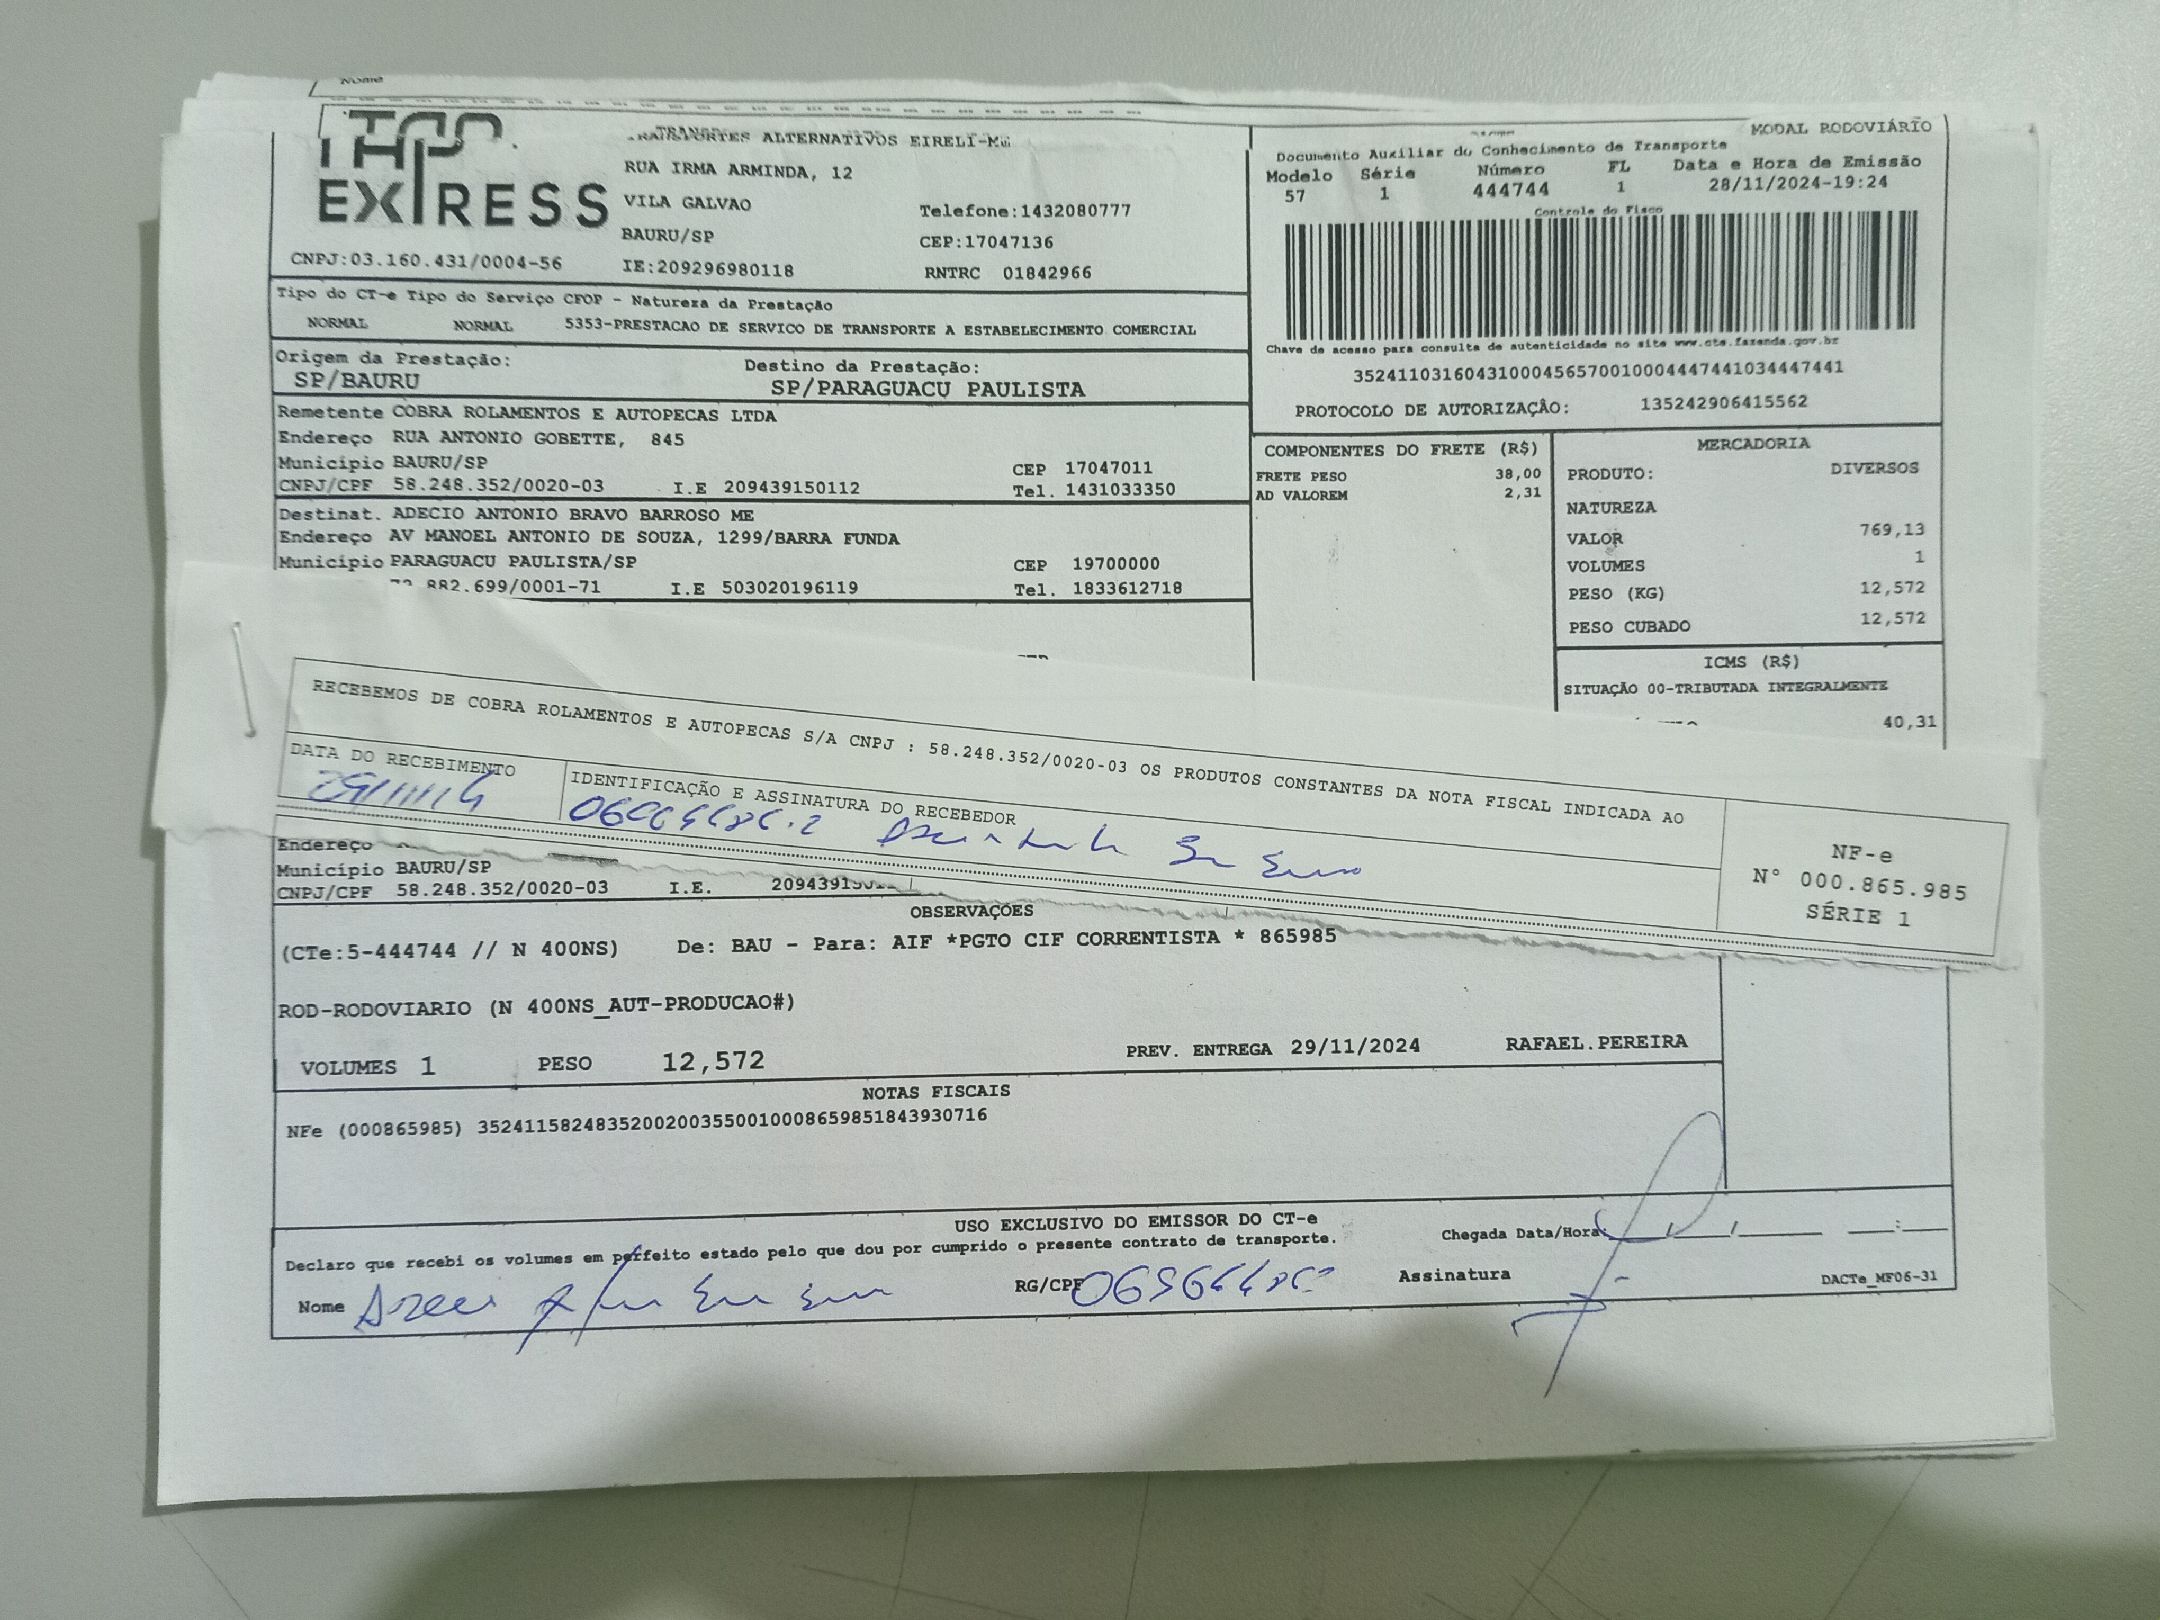 Nome
TAP
EXPRESS
TRANSPORTES ALTERNATIVOS EIRELI-ME
RUA IRMA ARMINDA, 12
VILA GALVAO
Telefone:1432080777
BAURU/SP
CEP:17047136
CNPJ:03.160.431/0004-56
IE:209296980118
RNTRC 01842966
MODAL RODOVIÁRIO
Documento Auxiliar do Conhecimento de Transporte
Modelo Série Número FL Data e Hora de Emissão
57 1 444744 1 28/11/2024-19:24
Controle do Fisco
Chave de acesso para consulta de autenticidade no site www.cte.fazenda.gov.br
35241103160431000456570010004447441034447441
PROTOCOLO DE AUTORIZAÇÂO: 135242906415562
Tipo do CT-e Tipo do Serviço CFOP - Natureza da Prestação
NORMAL NORMAL 5353-PRESTACAO DE SERVICO DE TRANSPORTE A ESTABELECIMENTO COMERCIAL
Origem da Prestação: Destino da Prestação:
SP/BAURU SP/PARAGUACU PAULISTA
Remetente COBRA ROLAMENTOS E AUTOPECAS LTDA
Endereço RUA ANTONIO GOBETTE, 845
Município BAURU/SP CEP 17047011
CNPJ/CPF 58.248.352/0020-03 I.E 209439150112 Tel. 1431033350
Destinat. ADECIO ANTONIO BRAVO BARROSO ME
Endereço AV MANOEL ANTONIO DE SOUZA, 1299/BARRA FUNDA
Município PARAGUACU PAULISTA/SP CEP 19700000
882.699/0001-71 I.E 503020196119 Tel. 1833612718
COMPONENTES DO FRETE (R$)
FRETE PESO 38,00
AD VALOREM 2,31
MERCADORIA
PRODUTO: DIVERSOS
NATUREZA
VALOR 769,13
VOLUMES 1
PESO (KG) 12,572
PESO CUBADO 12,572
ICMS (R$)
SITUAÇÃO 00-TRIBUTADA INTEGRALMENTE
40,31
RECEBEMOS DE COBRA ROLAMENTOS E AUTOPECAS S/A CNPJ : 58.248.352/0020-03 OS PRODUTOS CONSTANTES DA NOTA FISCAL INDICADA AO
DATA DO RECEBIMENTO
IDENTIFICAÇÃO E ASSINATURA DO RECEBEDOR
NF-e
N° 000.865.985
SÉRIE 1
Endereço
Município BAURU/SP
CNPJ/CPF 58.248.352/0020-03 I.E.
OBSERVAÇÕES
(CTe:5-444744 // N 400NS) De: BAU - Para: AIF *PGTO CIF CORRENTISTA * 865985
ROD-RODOVIARIO (N 400NS_AUT-PRODUCAO#)
VOLUMES 1 PESO 12,572 PREV. ENTREGA 29/11/2024 RAFAEL.PEREIRA
NOTAS FISCAIS
NFe (000865985) 35241158248352002003550010008659851843930716
USO EXCLUSIVO DO EMISSOR DO CT-e
Declaro que recebi os volumes em perfeito estado pelo que dou por cumprido o presente contrato de transporte.
Chegada Data/Hora:
Nome RG/CPF Assinatura DACTe_MF06-31